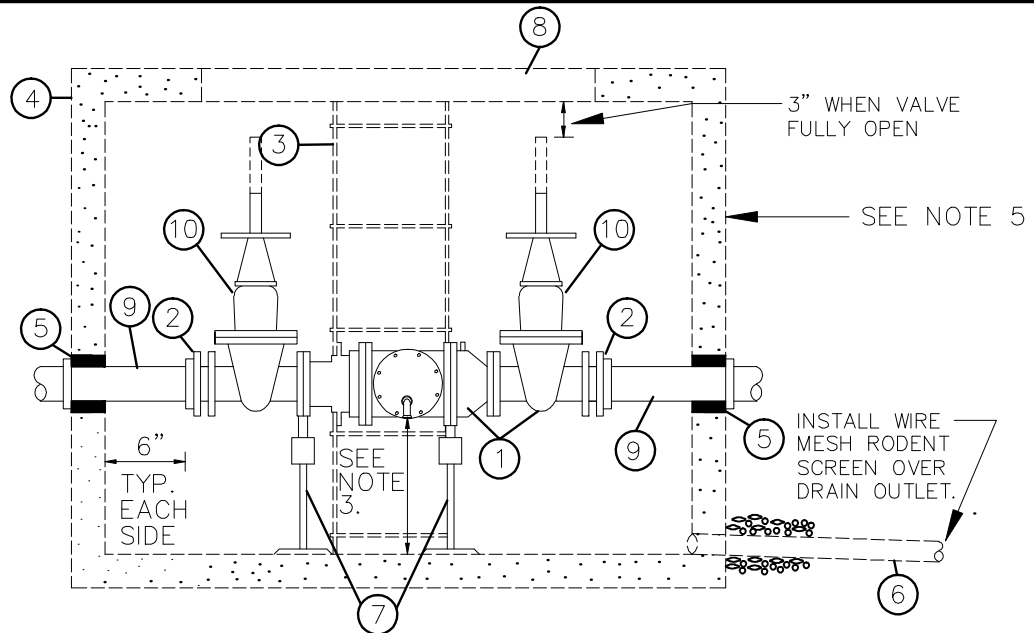 8
4
3" WHEN VALVE
FULLY OPEN
3
SEE NOTE 5
10
10
5
9
2
2
9
5
1
6"
TYP.
EACH
SIDE
SEE
NOTE
3.
INSTALL WIRE
MESH RODENT
SCREEN OVER
DRAIN OUTLET.
7
6